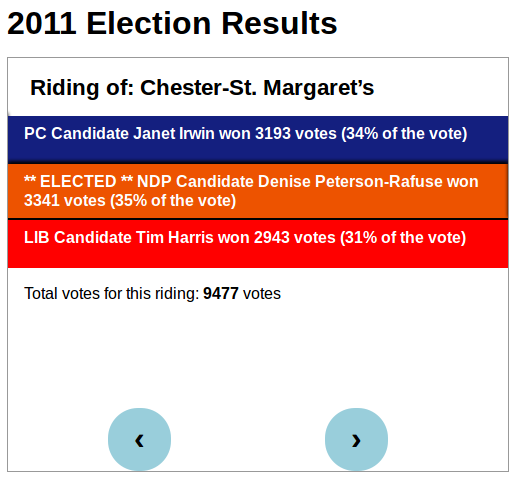 2011 Election Results
Riding of: Chester-St. Margaret’s
PC Candidate Janet Irwin won 3193 votes (34% of the vote)
** ELECTED ** NDP Candidate Denise Peterson-Rafuse won
3341 votes (35% of the vote)
LIB Candidate Tim Harris won 2943 votes (31% of the vote)
Total votes for this riding: 9477 votes
‹ ›